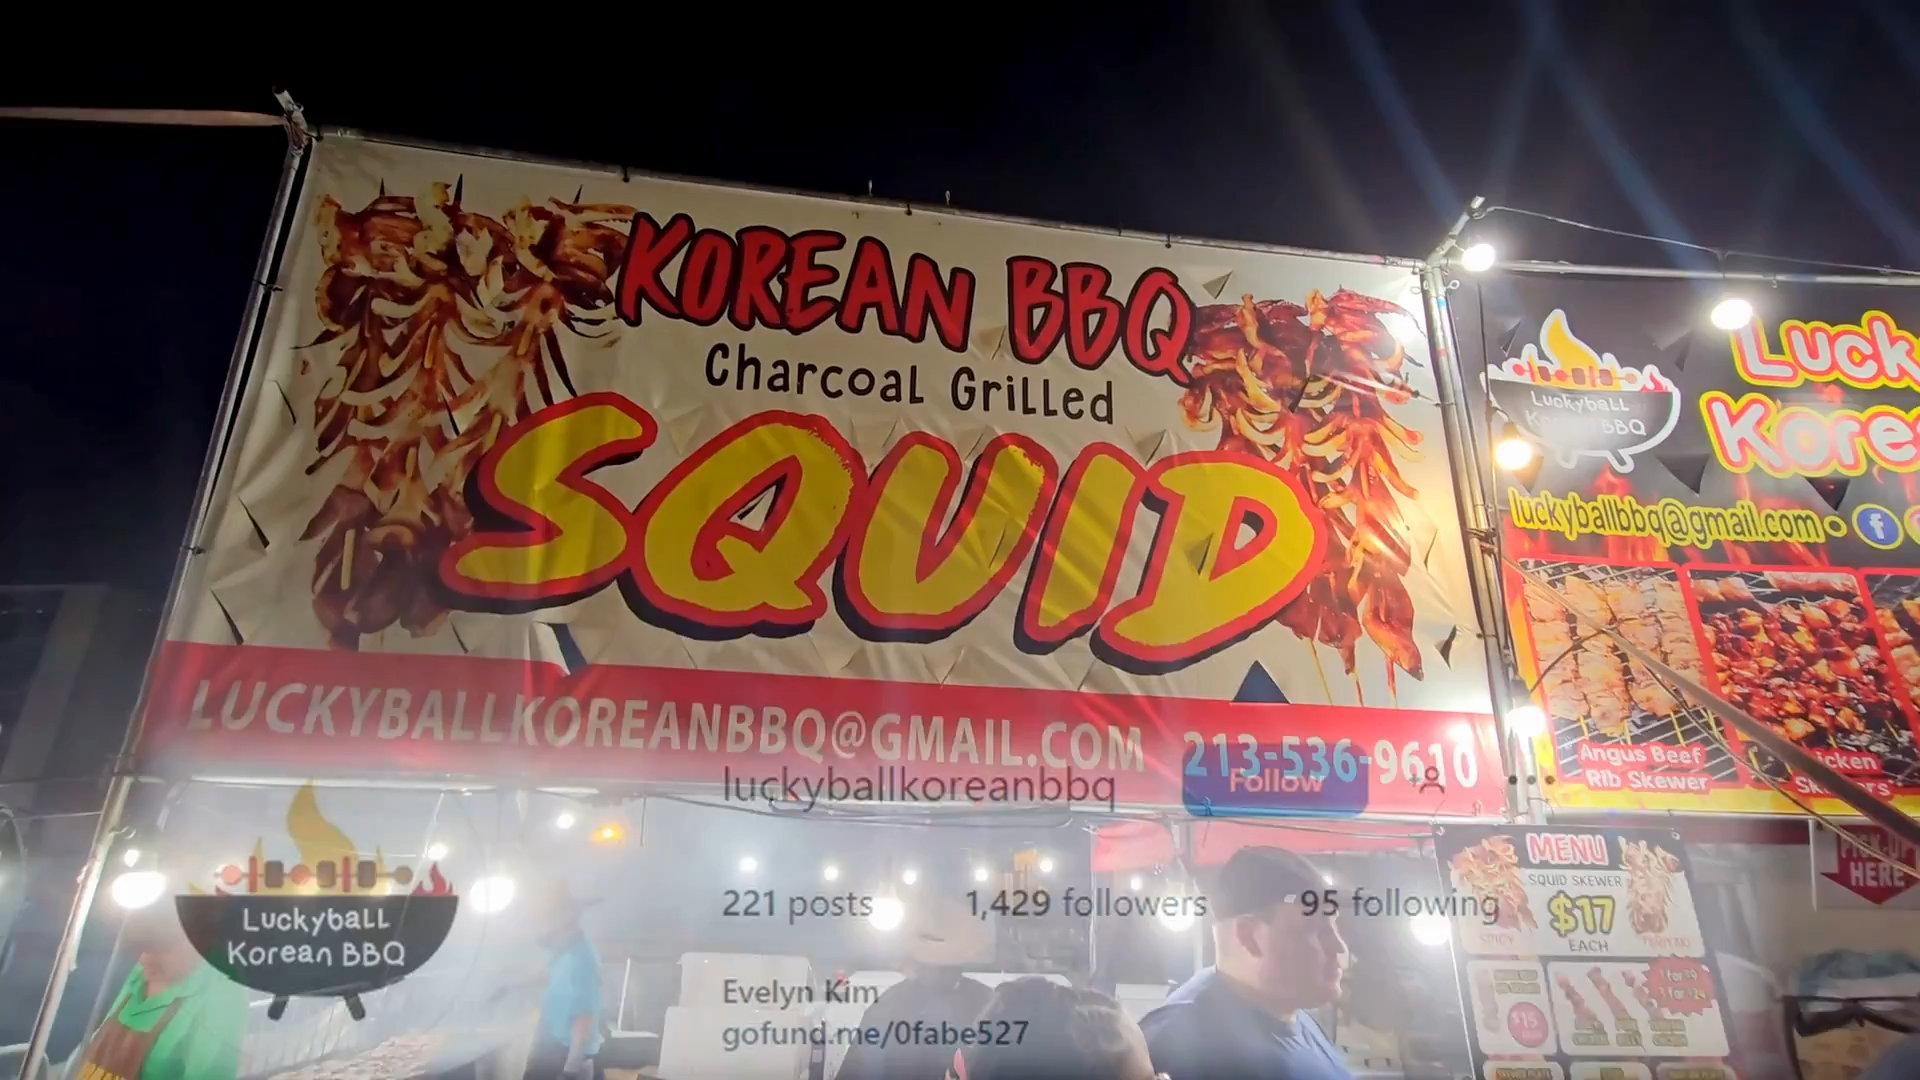 KOREAN BBQ
Charcoal Grilled
SQUID
LUCKYBALLKOREANBBQ@GMAIL.COM 213-536-9610
Luckyball
Korean BBQ
Luck
Kore
luckyballbbq@gmail.com
f
Angus Beef
Rib Skewer
luckyballkoreanbbq
Follow
221 posts 1,429 followers 95 following
Evelyn Kim
gofund.me/0fabe527
Luckyball
Korean BBQ
MENU
SQUID SKEWER
$17
EACH
SPICY
TERIYAKI
$15
PICK-UP
HERE